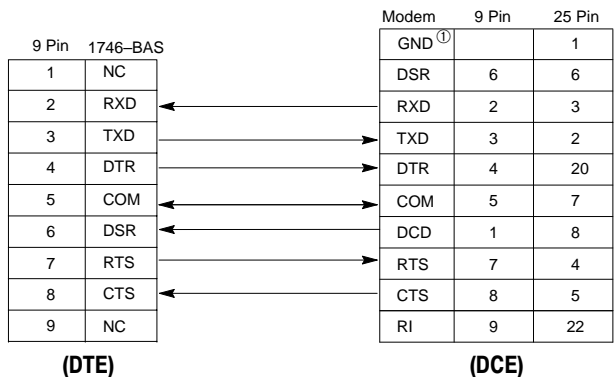 Modem 9 Pin 25 Pin
GND① 1
DSR 6 6
RXD 2 3
TXD 3 2
DTR 4 20
COM 5 7
DCD 1 8
RTS 7 4
CTS 8 5
RI 9 22
(DCE)
9 Pin 1746–BAS
1 NC
2 RXD
3 TXD
4 DTR
5 COM
6 DSR
7 RTS
8 CTS
9 NC
(DTE)